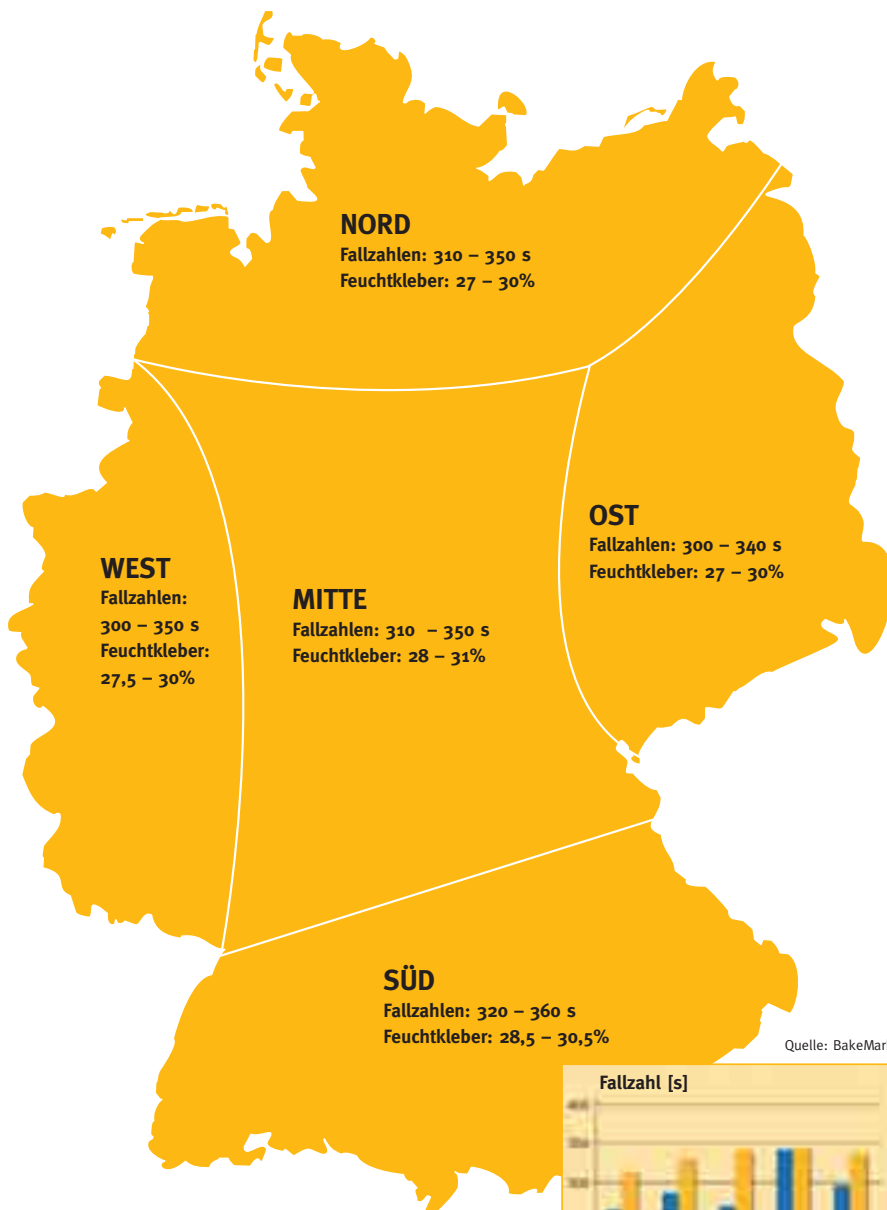 NORD
Fallzahlen: 310 – 350 s
Feuchtkleber: 27 – 30%
OST
Fallzahlen: 300 – 340 s
Feuchtkleber: 27 – 30%
WEST
Fallzahlen:
300 – 350 s
Feuchtkleber:
27,5 – 30%
MITTE
Fallzahlen: 310 – 350 s
Feuchtkleber: 28 – 31%
SÜD
Fallzahlen: 320 – 360 s
Feuchtkleber: 28,5 – 30,5%
Quelle: BakeMar
Fallzahl [s]